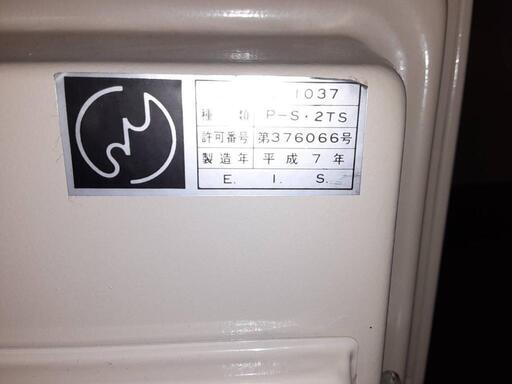 1037
種類 P-S・2TS
許可番号 第376066号
製造年 平成7年
E. I. S.